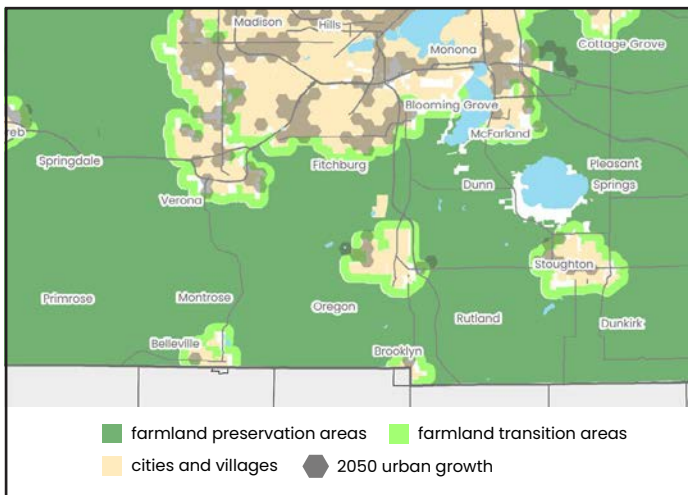 Madison
Hills
Monona
Cottage Grove
Blooming Grove
McFarland
reb
Springdale
Fitchburg
Pleasant
Springs
Dunn
Verona
Stoughton
Primrose
Montrose
Oregon
Rutland
Dunkirk
Belleville
Brooklyn
farmland preservation areas
farmland transition areas
cities and villages
2050 urban growth